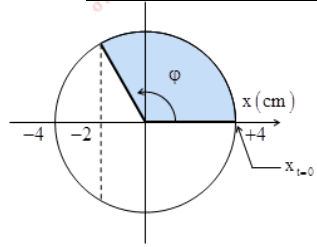 φ
x (cm)
−4 −2 +4
x_{t=0}